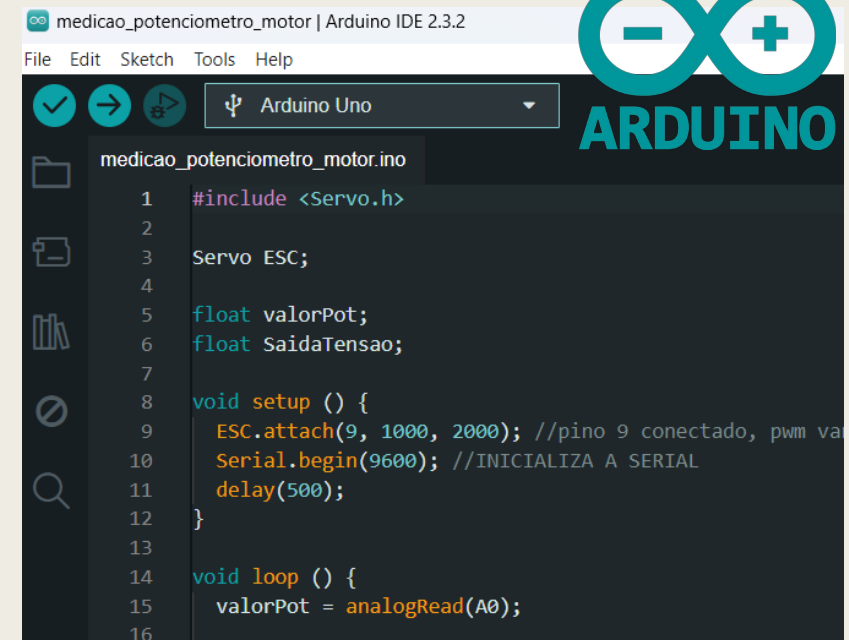 medicao_potenciometro_motor | Arduino IDE 2.3.2
File Edit Sketch Tools Help
Arduino Uno
ARDUINO
medicao_potenciometro_motor.ino
1 #include <Servo.h>
2
3 Servo ESC;
4
5 float valorPot;
6 float SaidaTensao;
7
8 void setup () {
9 ESC.attach(9, 1000, 2000); //pino 9 conectado, pwm var
10 Serial.begin(9600); //INICIALIZA A SERIAL
11 delay(500);
12 }
13
14 void loop () {
15 valorPot = analogRead(A0);
16